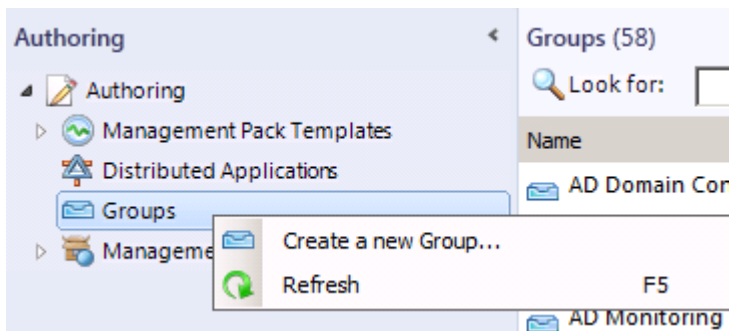 Authoring
Authoring
Management Pack Templates
Distributed Applications
Groups
Manageme
Create a new Group...
Refresh F5
Groups (58)
Look for:
Name
AD Domain Con
AD Monitoring